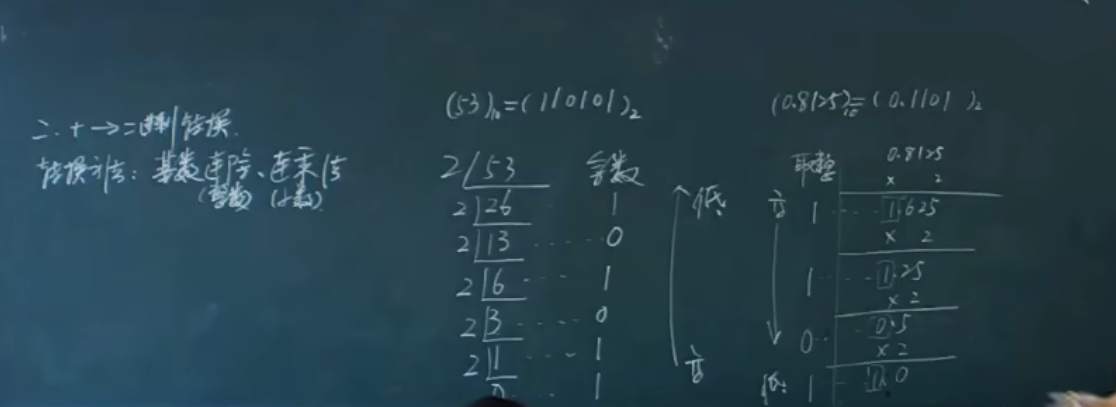 二.十→二进制转换.
转换方法：基数连除、连乘法
(整数) (小数)
(53)₁₀=(110101)₂
2 53 余数
2 26 1 低
2 13 ..... 0
2 6 .... 1
2 3 ..... 0
2 1 .... 1 高
0 .. 1
(0.8125)₁₀=(0.1101)₂
取整 0.8125
x 2
高 1 .... 1.625
x 2
1 .... 1.25
x 2
0 .. 0.5
x 2
低 1 .. 1.0